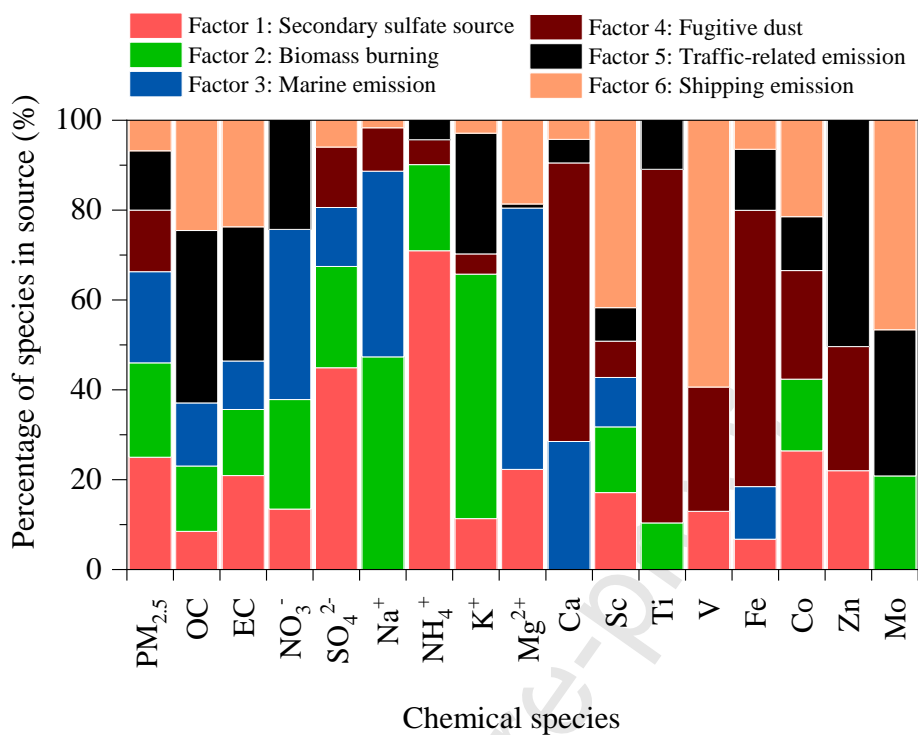 Factor 1: Secondary sulfate source
Factor 2: Biomass burning
Factor 3: Marine emission
Factor 4: Fugitive dust
Factor 5: Traffic-related emission
Factor 6: Shipping emission
Percentage of species in source (%)
100
80
60
40
20
0
PM2.5
OC
EC
NO3-
SO42-
Na+
NH4+
K+
Mg2+
Ca
Sc
Ti
V
Fe
Co
Zn
Mo
Chemical species